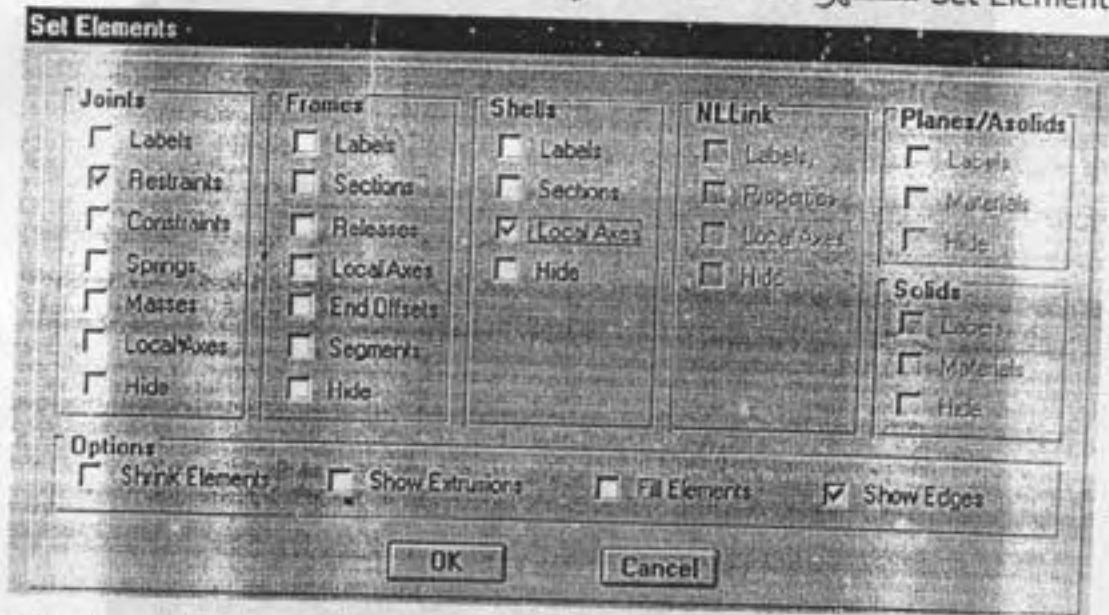 Set Element
Set Elements
Joints
Labels
Restraints
Constraints
Springs
Masses
Local Axes
Hide
Frames
Labels
Sections
Releases
Local Axes
End Offsets
Segments
Hide
Shells
Labels
Sections
Local Axes
Hide
NLLink
Labels
Properties
Local Axes
Hide
Planes/Asolids
Labels
Materials
Hide
Solids
Labels
Materials
Hide
Options
Shrink Elements
Show Extrusions
Fill Elements
Show Edges
OK
Cancel